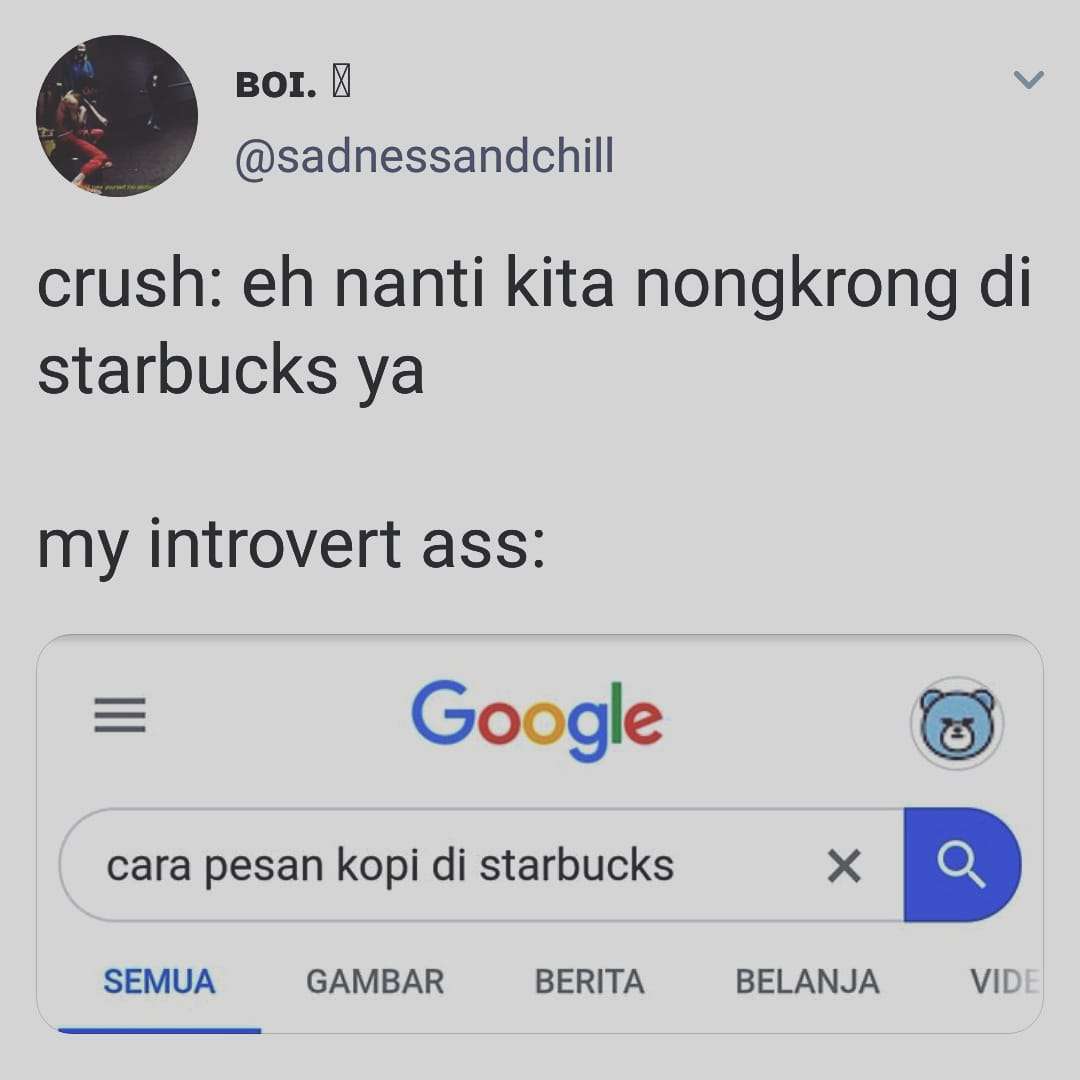 BOI.
@sadnessandchill
crush: eh nanti kita nongkrong di
starbucks ya
my introvert ass:
Google
cara pesan kopi di starbucks
SEMUA GAMBAR BERITA BELANJA VIDE